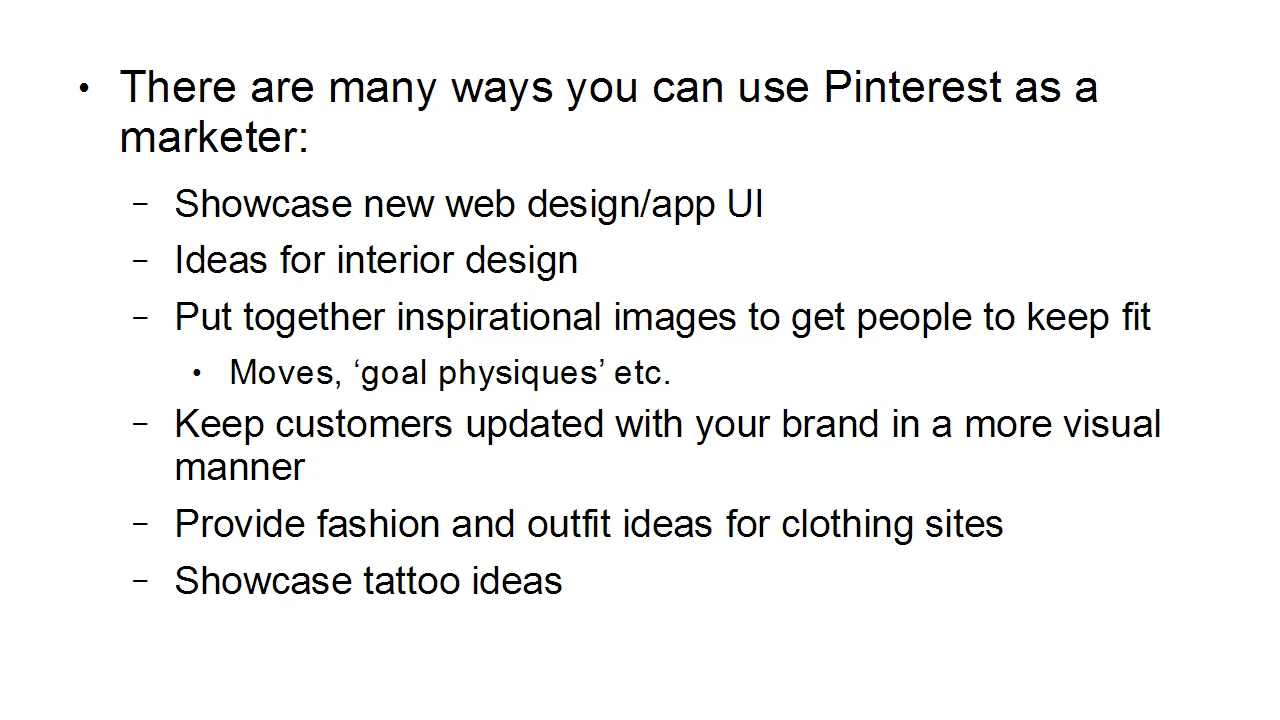 • There are many ways you can use Pinterest as a
marketer:
– Showcase new web design/app UI
– Ideas for interior design
– Put together inspirational images to get people to keep fit
• Moves, ‘goal physiques’ etc.
– Keep customers updated with your brand in a more visual
manner
– Provide fashion and outfit ideas for clothing sites
– Showcase tattoo ideas